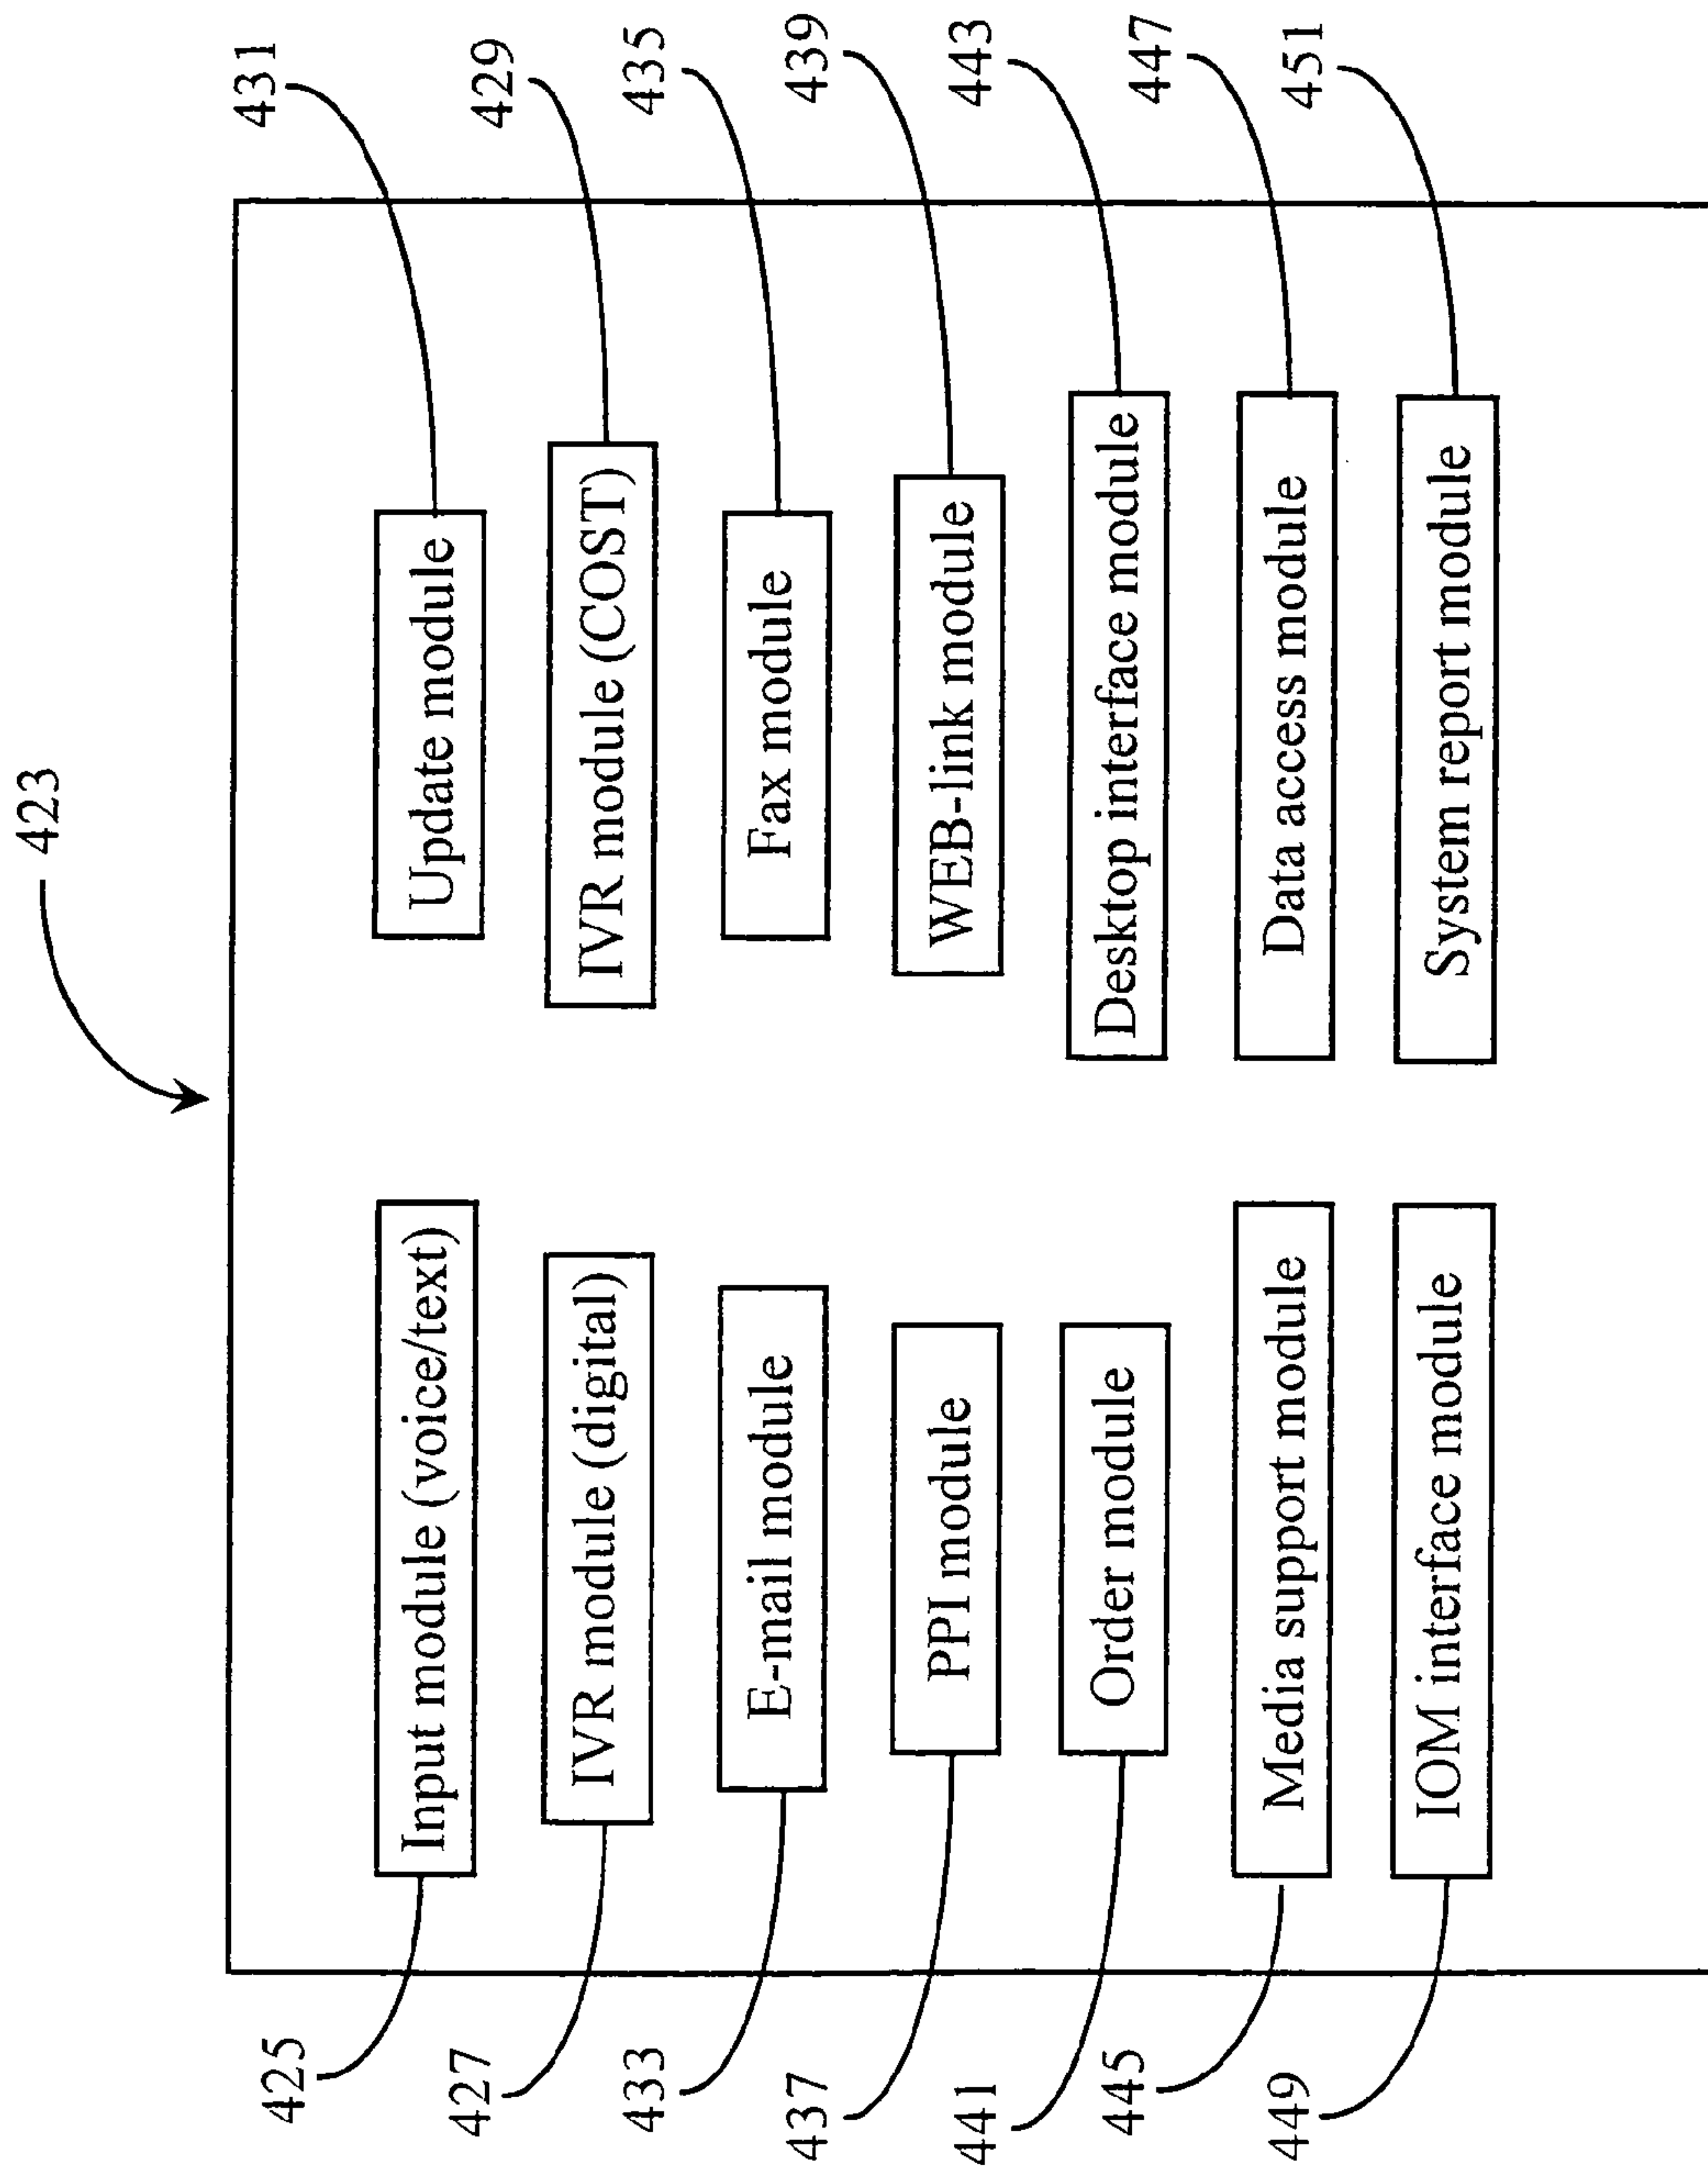 423
425 Input module (voice/text)
Update module 431
427 IVR module (digital)
IVR module (COST) 429
433 E-mail module
Fax module 435
437 PPI module
WEB-link module 439
441 Order module
Desktop interface module 443
445 Media support module
Data access module 447
449 IOM interface module
System report module 451